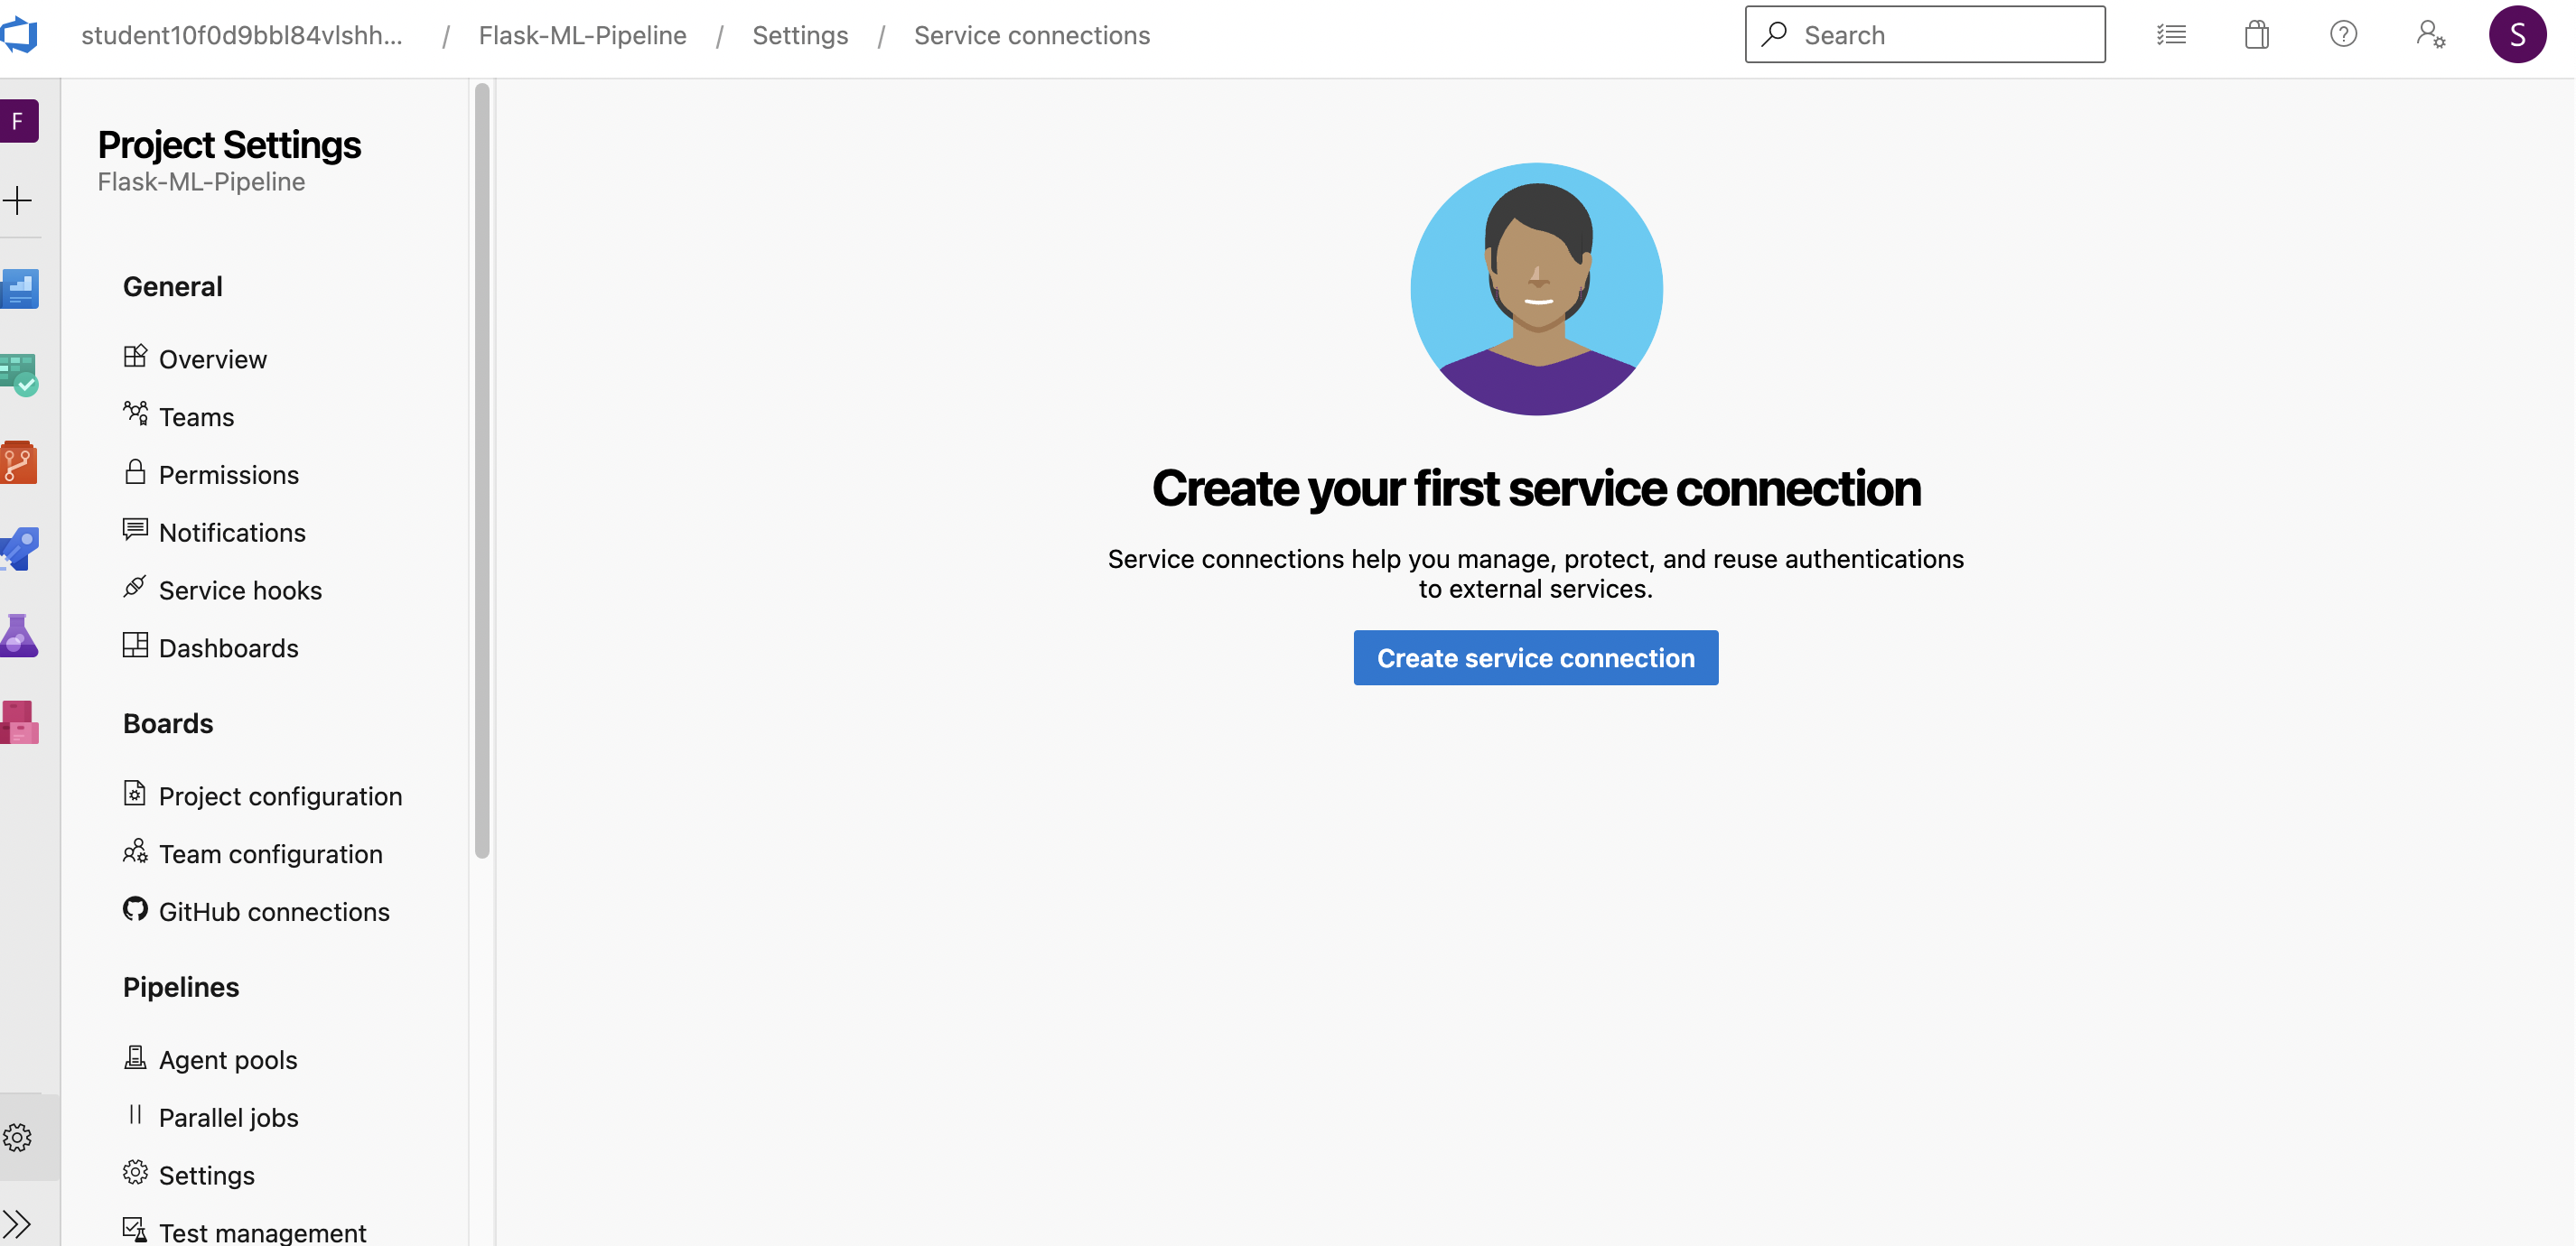 student10f0d9bbl84vlshh... / Flask-ML-Pipeline / Settings / Service connections
Search
S
F
Project Settings
Flask-ML-Pipeline
General
Overview
Teams
Permissions
Notifications
Service hooks
Dashboards
Boards
Project configuration
Team configuration
GitHub connections
Pipelines
Agent pools
Parallel jobs
Settings
Test management
Create your first service connection
Service connections help you manage, protect, and reuse authentications
to external services.
Create service connection